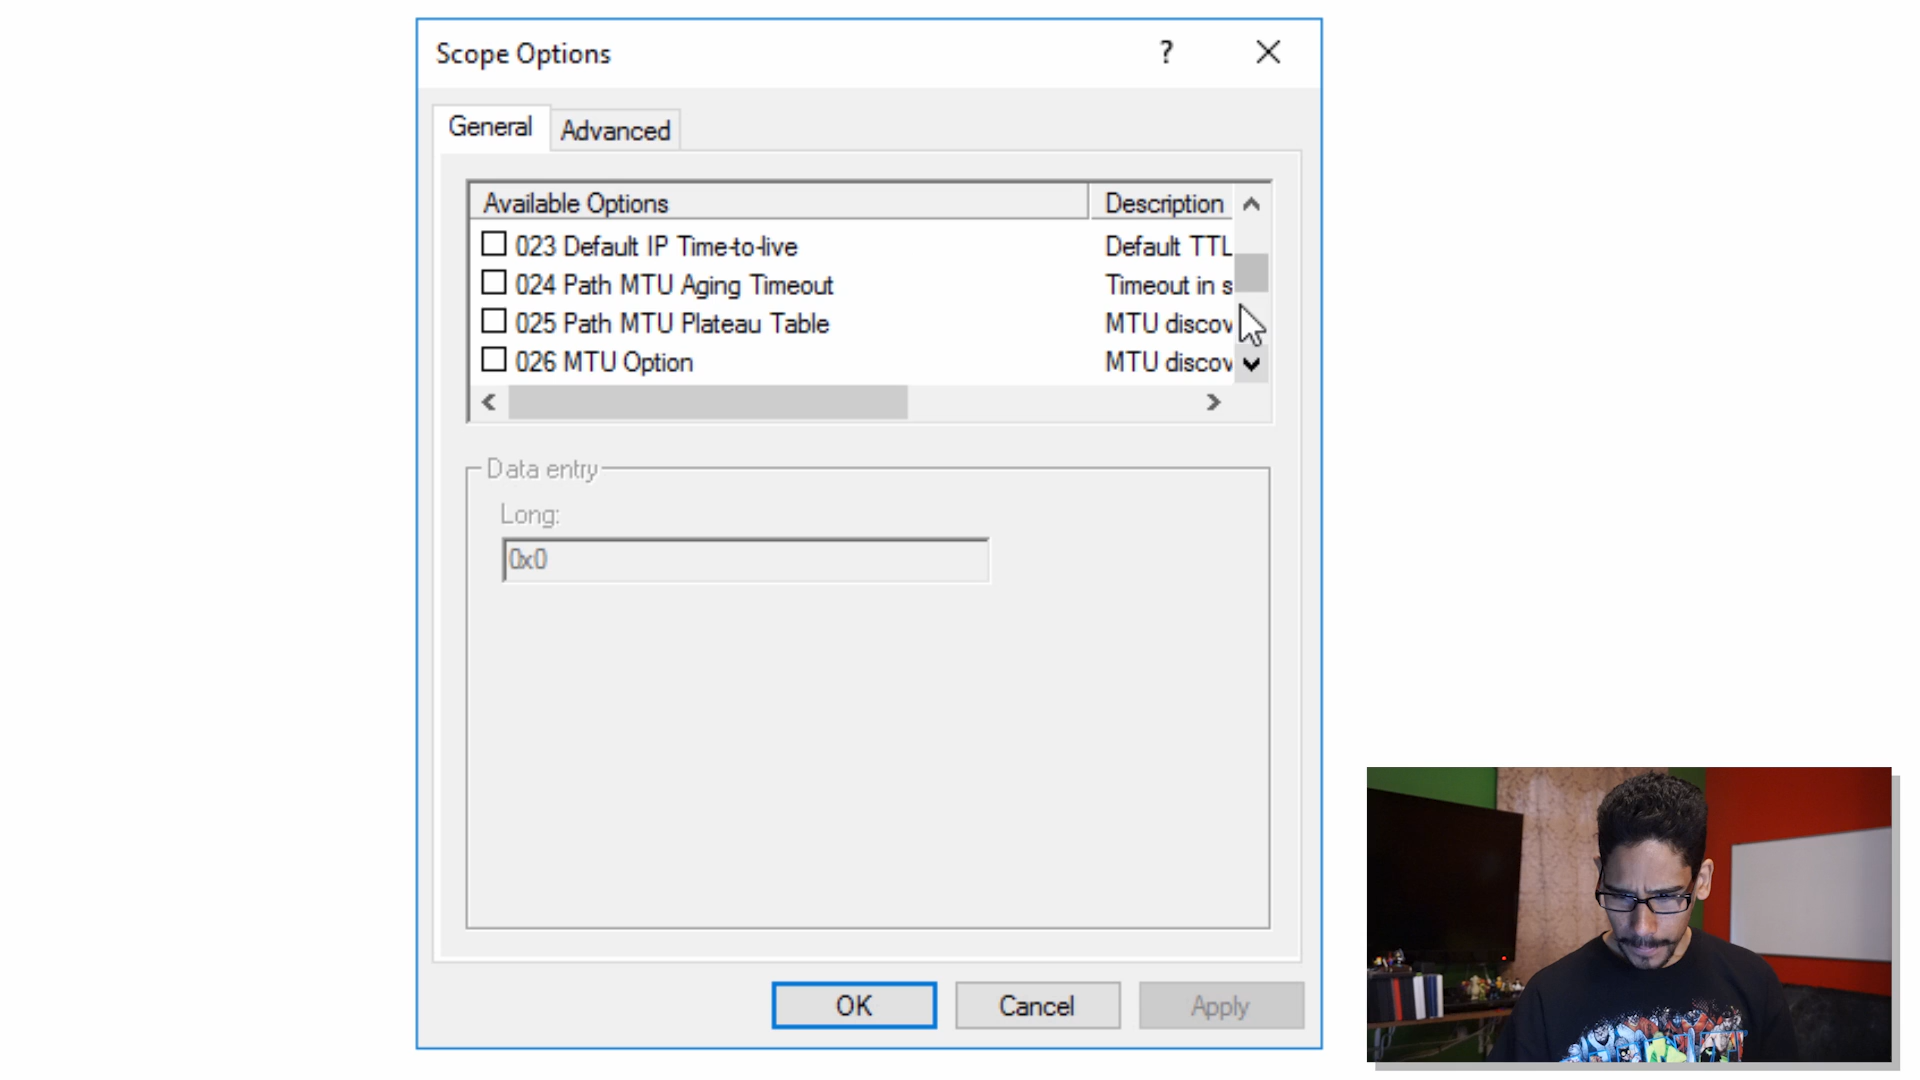 Scope Options
?
General
Advanced
Available Options
Description
023 Default IP Time-to-live
Default TTL
024 Path MTU Aging Timeout
Timeout in s
025 Path MTU Plateau Table
MTU discov
026 MTU Option
MTU discov
Data entry
Long:
0x0
OK
Cancel
Apply